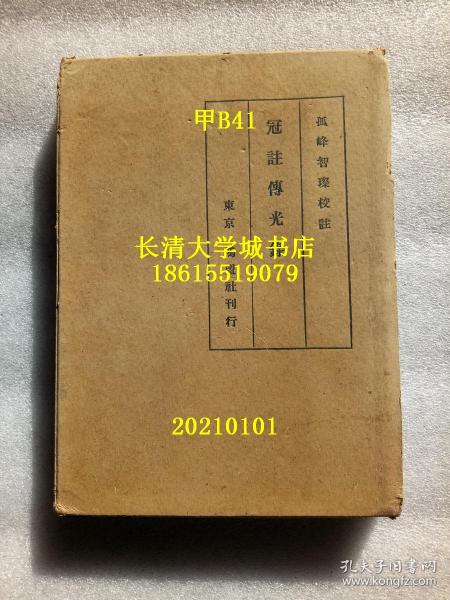 甲B41
孤峰智璨校註
冠註傳光
東京
社刊行
长清大学城书店
18615519079
20210101
孔夫子旧书网
www.kongfz.com